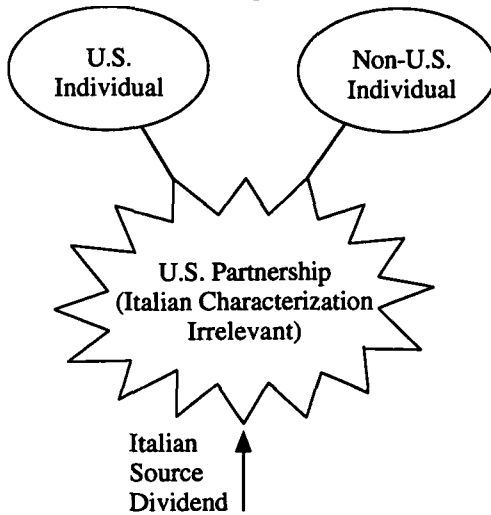 U.S.
Individual
Non-U.S.
Individual
U.S. Partnership
(Italian Characterization
Irrelevant)
Italian
Source
Dividend